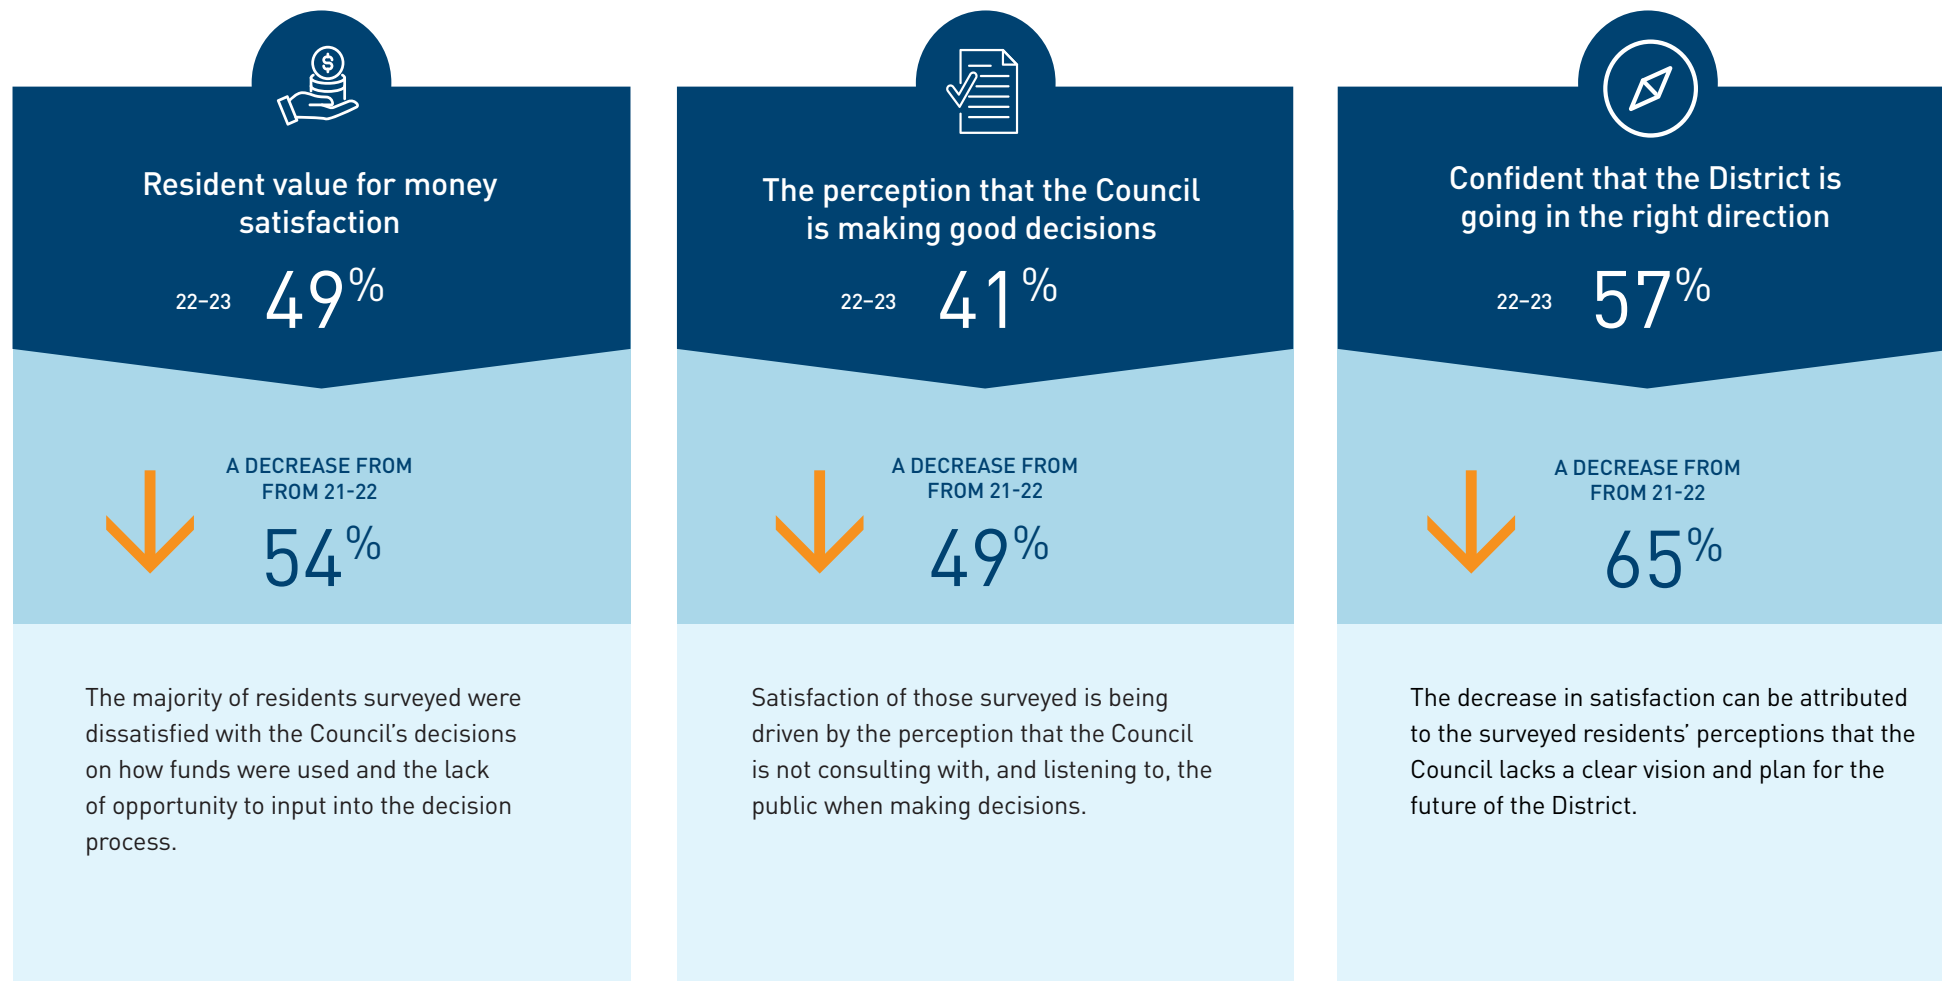 $
Resident value for money
satisfaction
22–23 49%
A DECREASE FROM
FROM 21-22
54%
The majority of residents surveyed were
dissatisfied with the Council’s decisions
on how funds were used and the lack
of opportunity to input into the decision
process.
The perception that the Council
is making good decisions
22–23 41%
A DECREASE FROM
FROM 21-22
49%
Satisfaction of those surveyed is being
driven by the perception that the Council
is not consulting with, and listening to, the
public when making decisions.
Confident that the District is
going in the right direction
22–23 57%
A DECREASE FROM
FROM 21-22
65%
The decrease in satisfaction can be attributed
to the surveyed residents’ perceptions that the
Council lacks a clear vision and plan for the
future of the District.